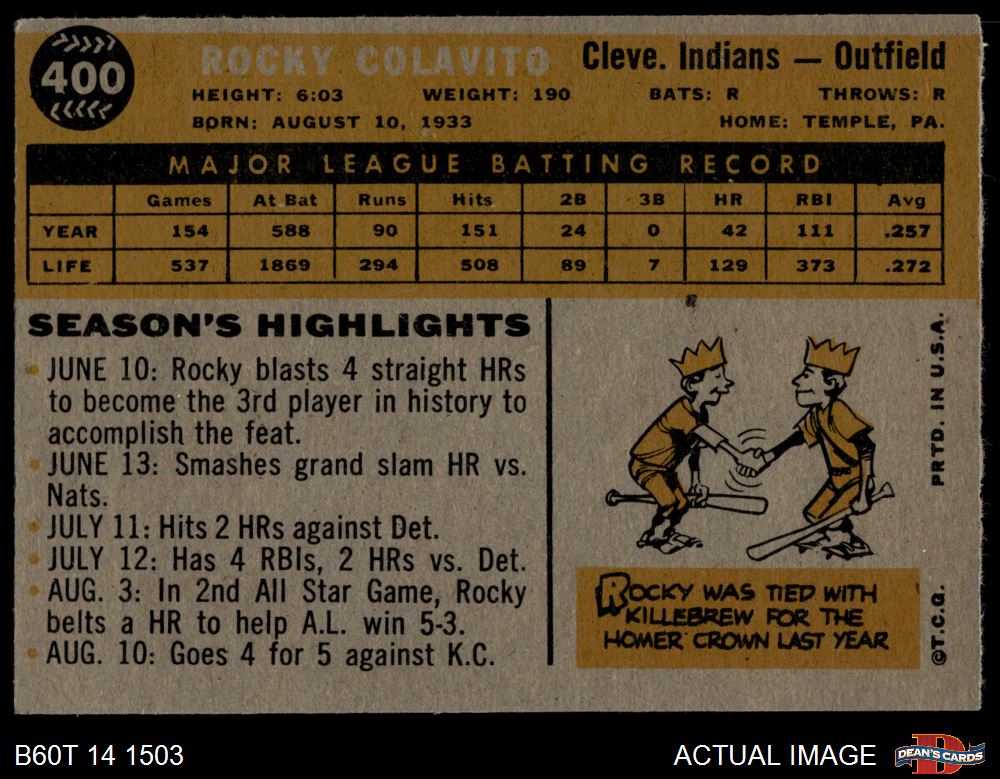 400 ROCKY COLAVITO Cleve. Indians — Outfield
HEIGHT: 6:03 WEIGHT: 190 BATS: R THROWS: R
BORN: AUGUST 10, 1933 HOME: TEMPLE, PA.
MAJOR LEAGUE BATTING RECORD
Games At Bat Runs Hits 2B 3B HR RBI Avg
YEAR 154 588 90 151 24 0 42 111 .257
LIFE 537 1869 294 508 89 7 129 373 .272
SEASON'S HIGHLIGHTS
• JUNE 10: Rocky blasts 4 straight HRs
to become the 3rd player in history to
accomplish the feat.
• JUNE 13: Smashes grand slam HR vs.
Nats.
• JULY 11: Hits 2 HRs against Det.
• JULY 12: Has 4 RBIs, 2 HRs vs. Det.
• AUG. 3: In 2nd All Star Game, Rocky
belts a HR to help A.L. win 5-3.
• AUG. 10: Goes 4 for 5 against K.C.
ROCKY WAS TIED WITH
KILLEBREW FOR THE
HOMER CROWN LAST YEAR
©T.C.G. PRTD. IN U.S.A.
B60T 14 1503 ACTUAL IMAGE DEAN'S CARDS